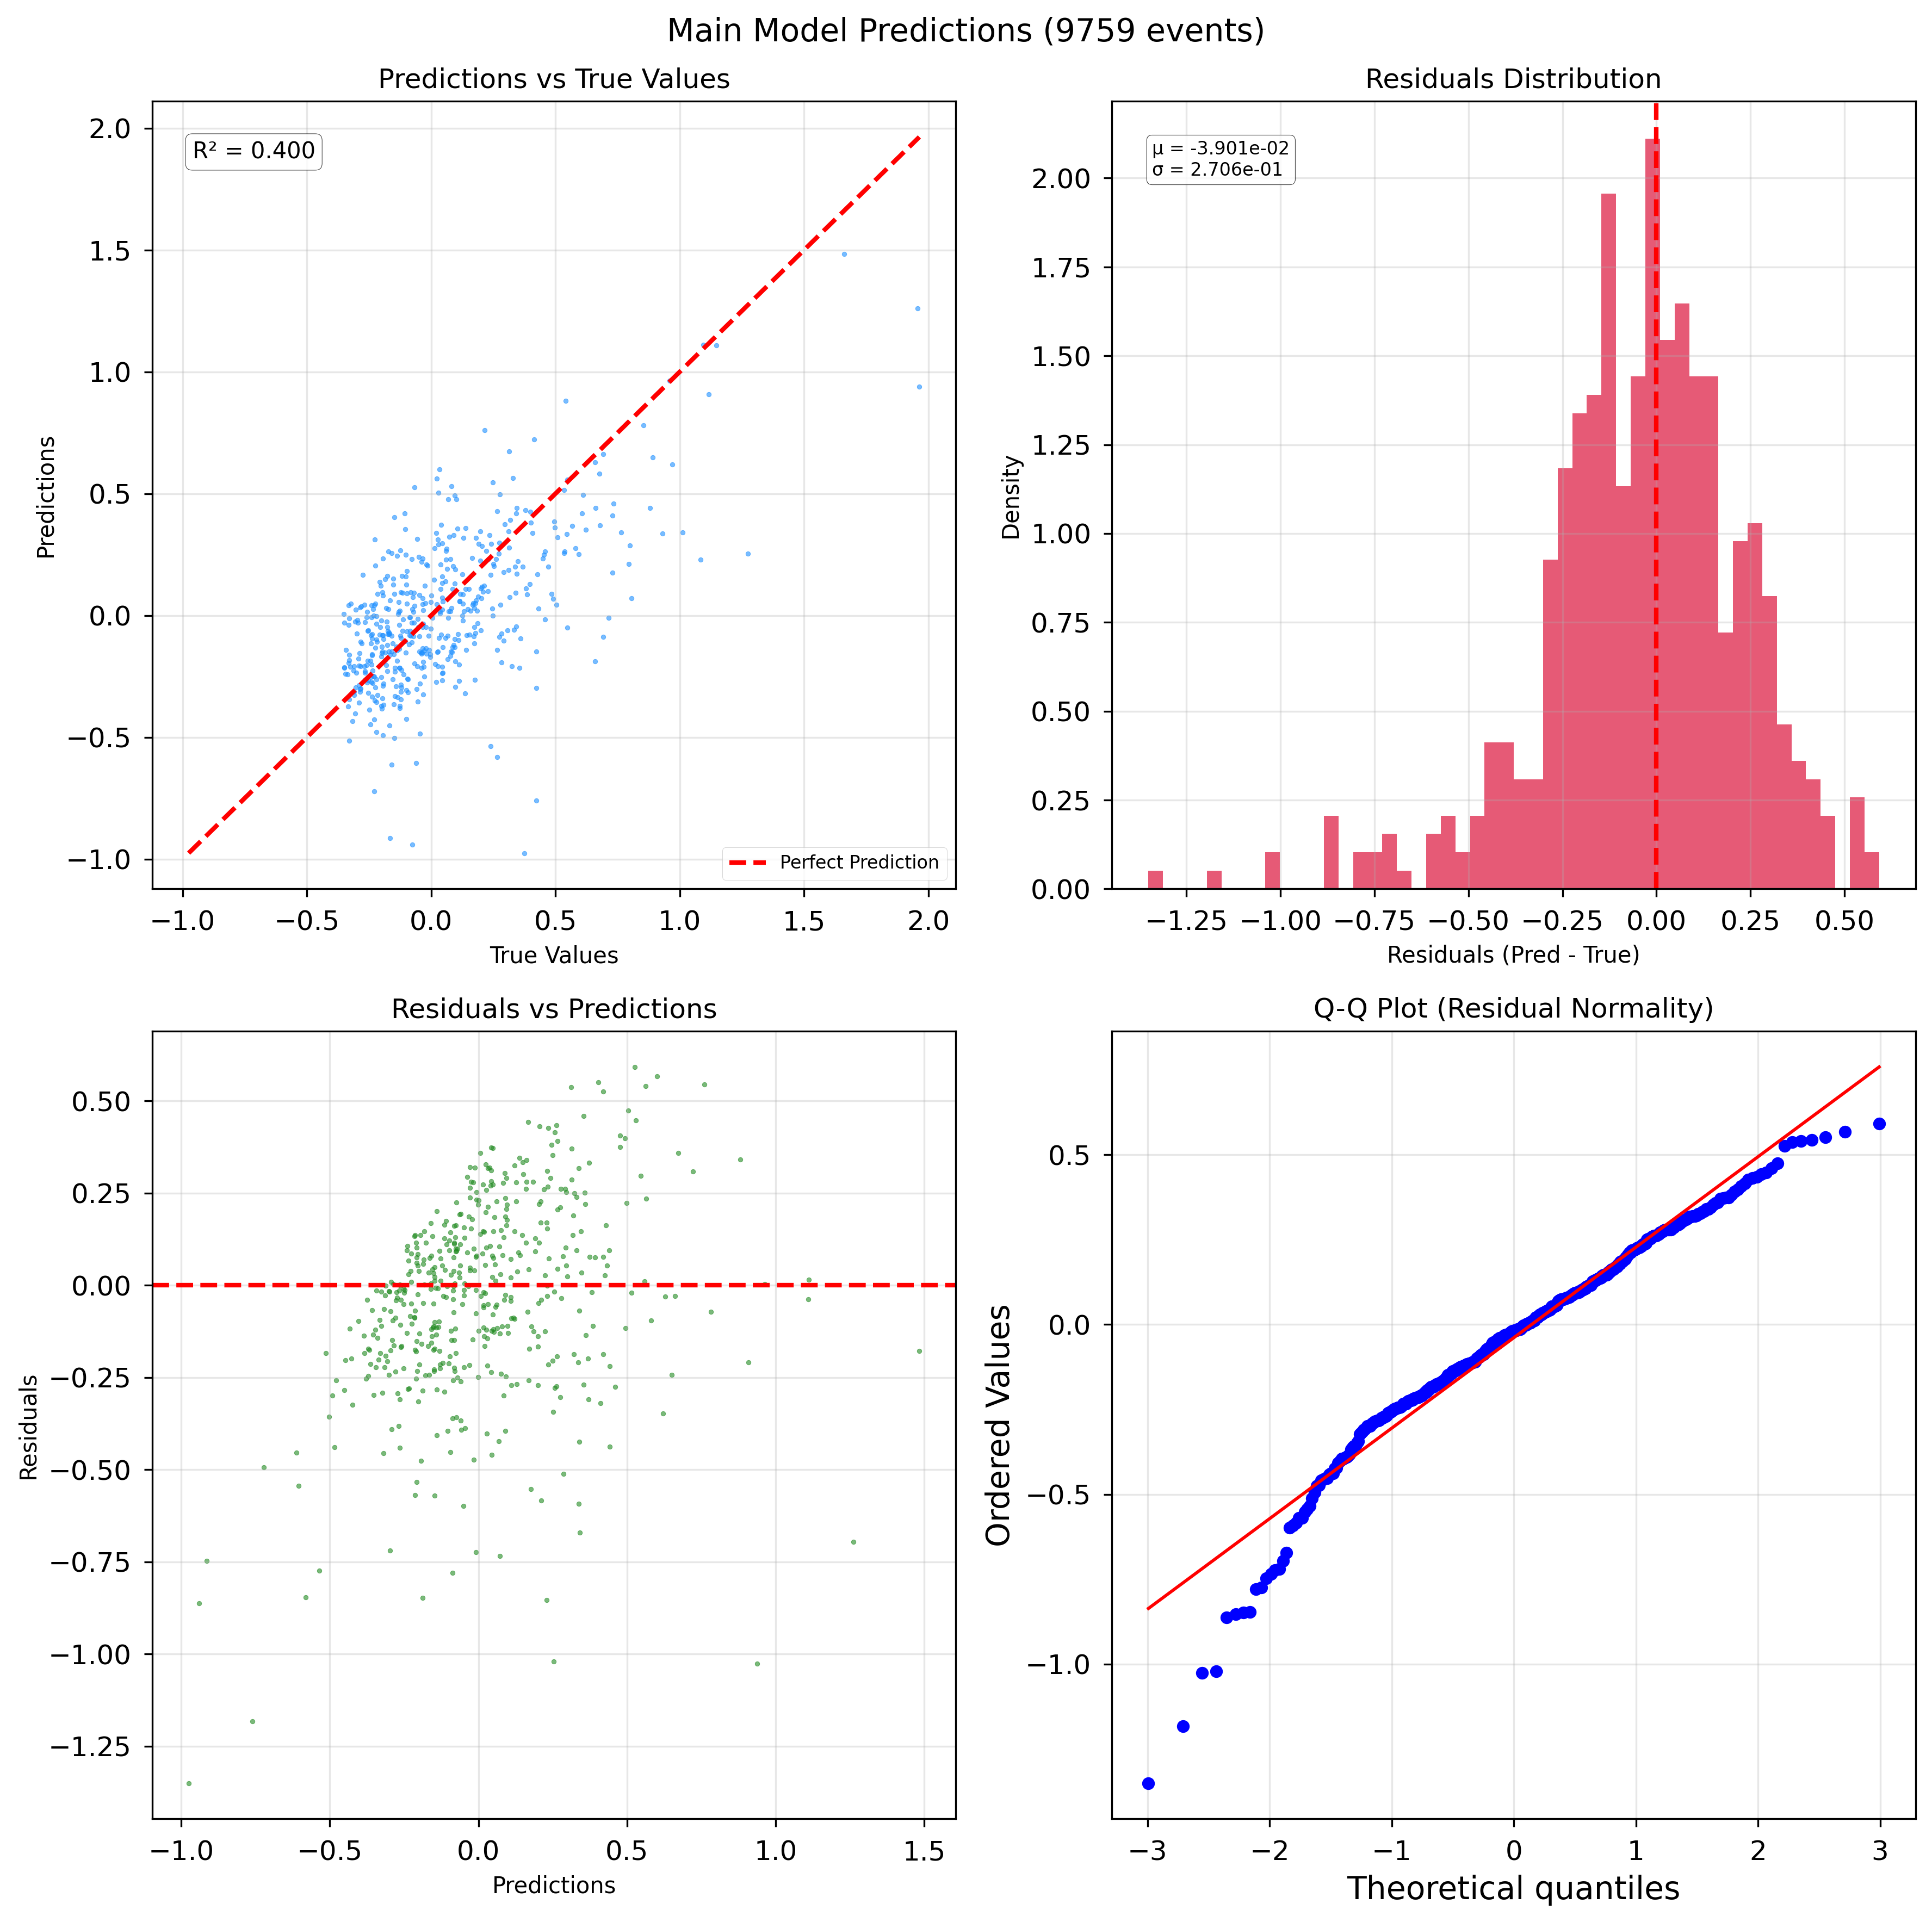 Main Model Predictions (9759 events)
Predictions vs True Values
R² = 0.400
2.0
1.5
1.0
0.5
0.0
−0.5
−1.0
Predictions
Perfect Prediction
−1.0 −0.5 0.0 0.5 1.0 1.5 2.0
True Values
Residuals Distribution
μ = -3.901e-02
σ = 2.706e-01
2.00
1.75
1.50
1.25
1.00
0.75
0.50
0.25
0.00
Density
−1.25 −1.00 −0.75 −0.50 −0.25 0.00 0.25 0.50
Residuals (Pred - True)
Residuals vs Predictions
0.50
0.25
0.00
−0.25
−0.50
−0.75
−1.00
−1.25
Residuals
−1.0 −0.5 0.0 0.5 1.0 1.5
Predictions
Q-Q Plot (Residual Normality)
0.5
0.0
−0.5
−1.0
Ordered Values
−3 −2 −1 0 1 2 3
Theoretical quantiles